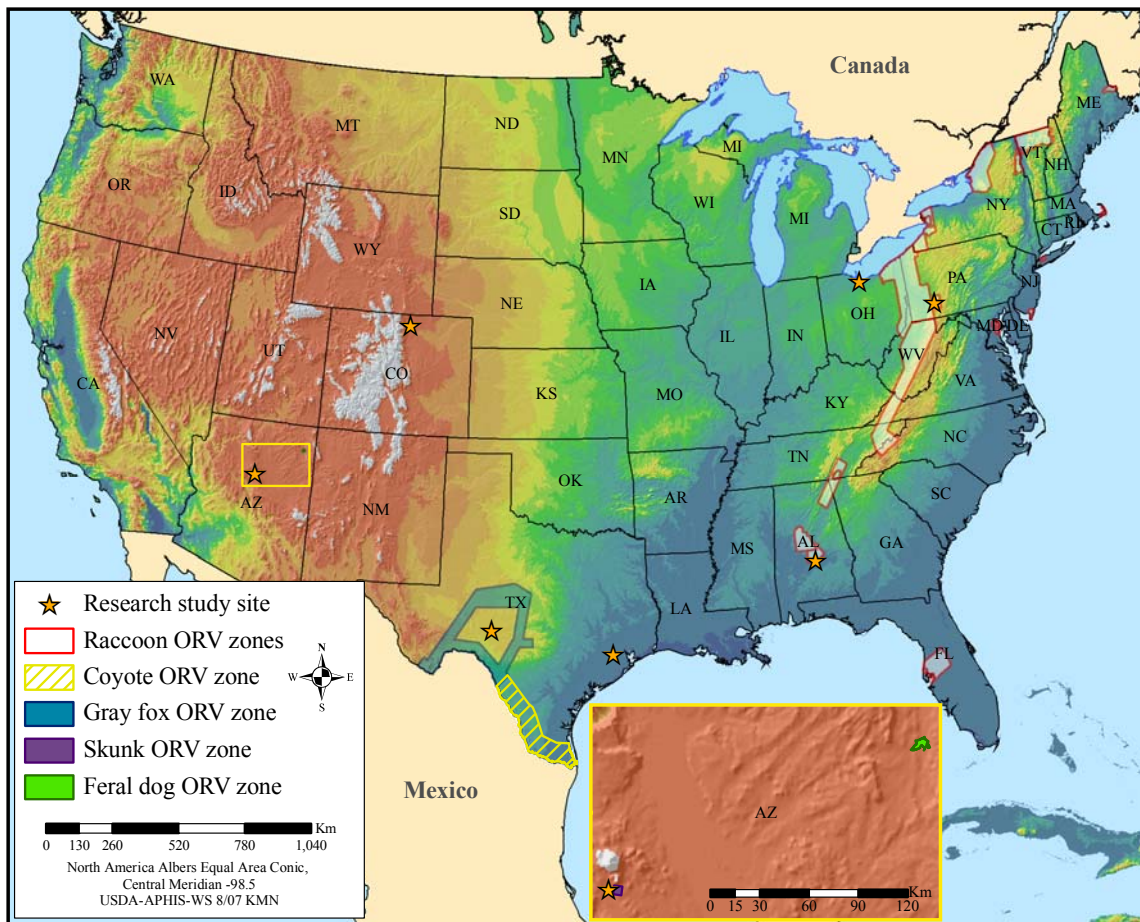 Canada
WA
MT
ND
MN
MI
ME
VT
NH
OR
ID
SD
WI
MI
NY
MA
CT
RI
WY
IA
PA
NJ
NE
NV
UT
CO
IL
IN
OH
MD
DE
WV
VA
CA
KS
MO
KY
NC
TN
AZ
NM
OK
AR
SC
MS
AL
GA
TX
LA
FL
Mexico
Research study site
Raccoon ORV zones
Coyote ORV zone
Gray fox ORV zone
Skunk ORV zone
Feral dog ORV zone
N
W E
S
Km
0 130 260 520 780 1,040
North America Albers Equal Area Conic,
Central Meridian -98.5
USDA-APHIS-WS 8/07 KMN
AZ
Km
0 15 30 60 90 120